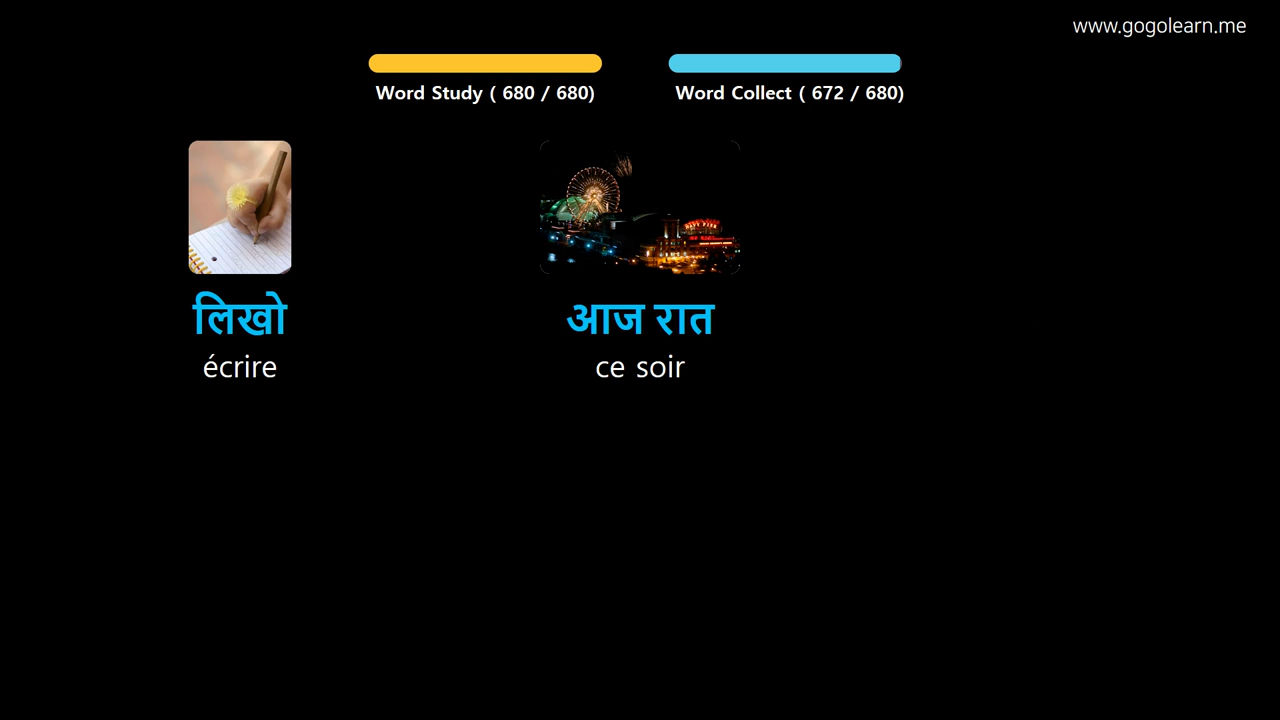 www.gogolearn.me
Word Study ( 680 / 680)
Word Collect ( 672 / 680)
लिखो
écrire
आज रात
ce soir